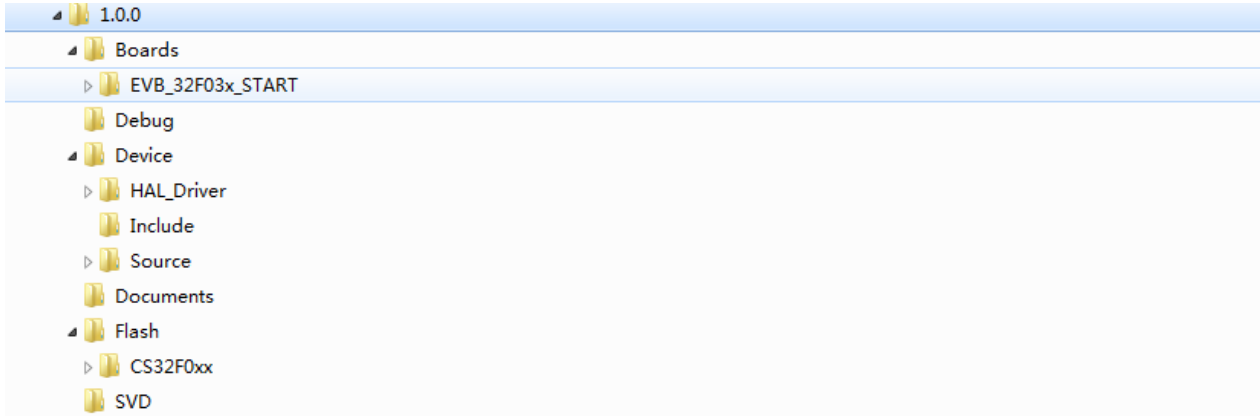 1.0.0
Boards
EVB_32F03x_START
Debug
Device
HAL_Driver
Include
Source
Documents
Flash
CS32F0xx
SVD